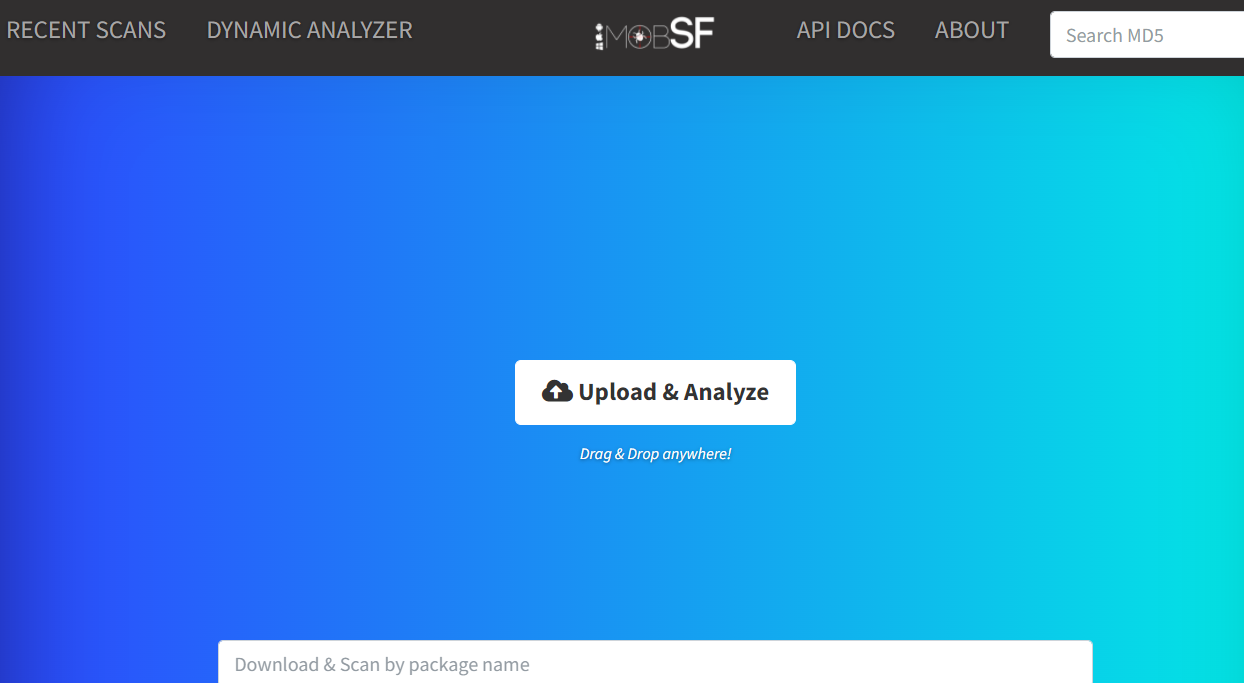 RECENT SCANS
DYNAMIC ANALYZER
MOBSF
API DOCS
ABOUT
Search MD5
Upload & Analyze
Drag & Drop anywhere!
Download & Scan by package name